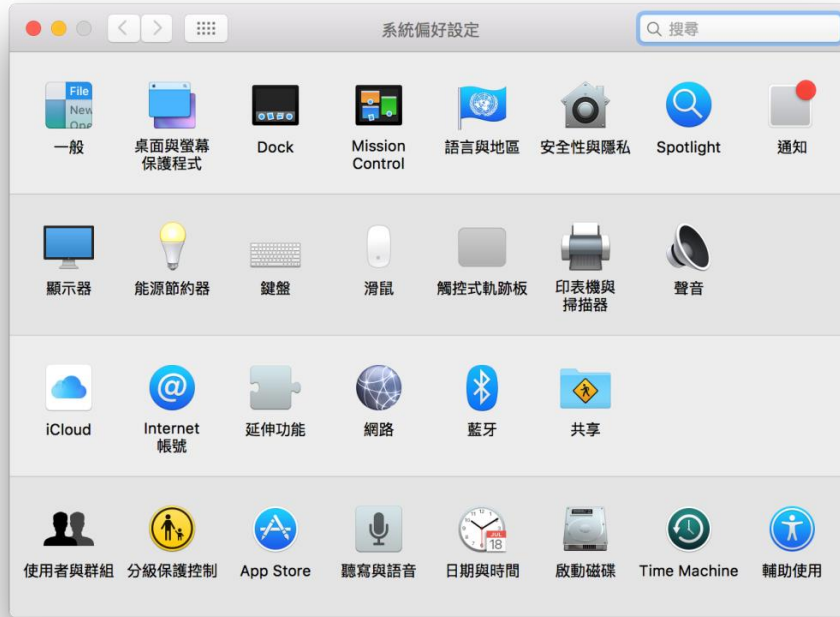 系統偏好設定
搜尋
File
New
Ope
一般
桌面與螢幕
保護程式
Dock
Mission
Control
語言與地區
安全性與隱私
Spotlight
通知
顯示器
能源節約器
鍵盤
滑鼠
觸控式軌跡板
印表機與
掃描器
聲音
iCloud
@
Internet
帳號
延伸功能
網路
藍牙
共享
使用者與群組
分級保護控制
App Store
聽寫與語音
JUL
18
日期與時間
啟動磁碟
Time Machine
輔助使用